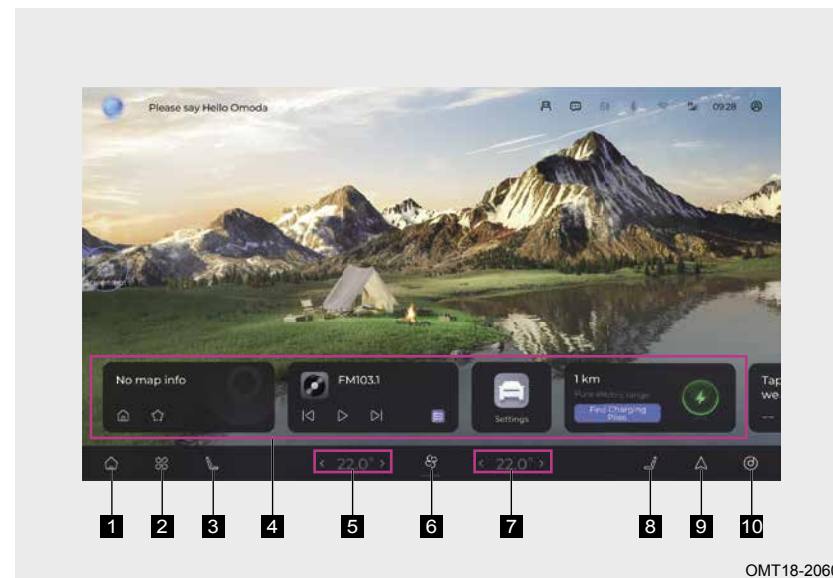 Please say Hello Omoda
09:28
No map info
FM103.1
Settings
1 km
Pure electric range
Find Charging
Piles
Tap
we
--
22.0°
22.0°
1
2
3
4
5
6
7
8
9
10
OMT18-2060